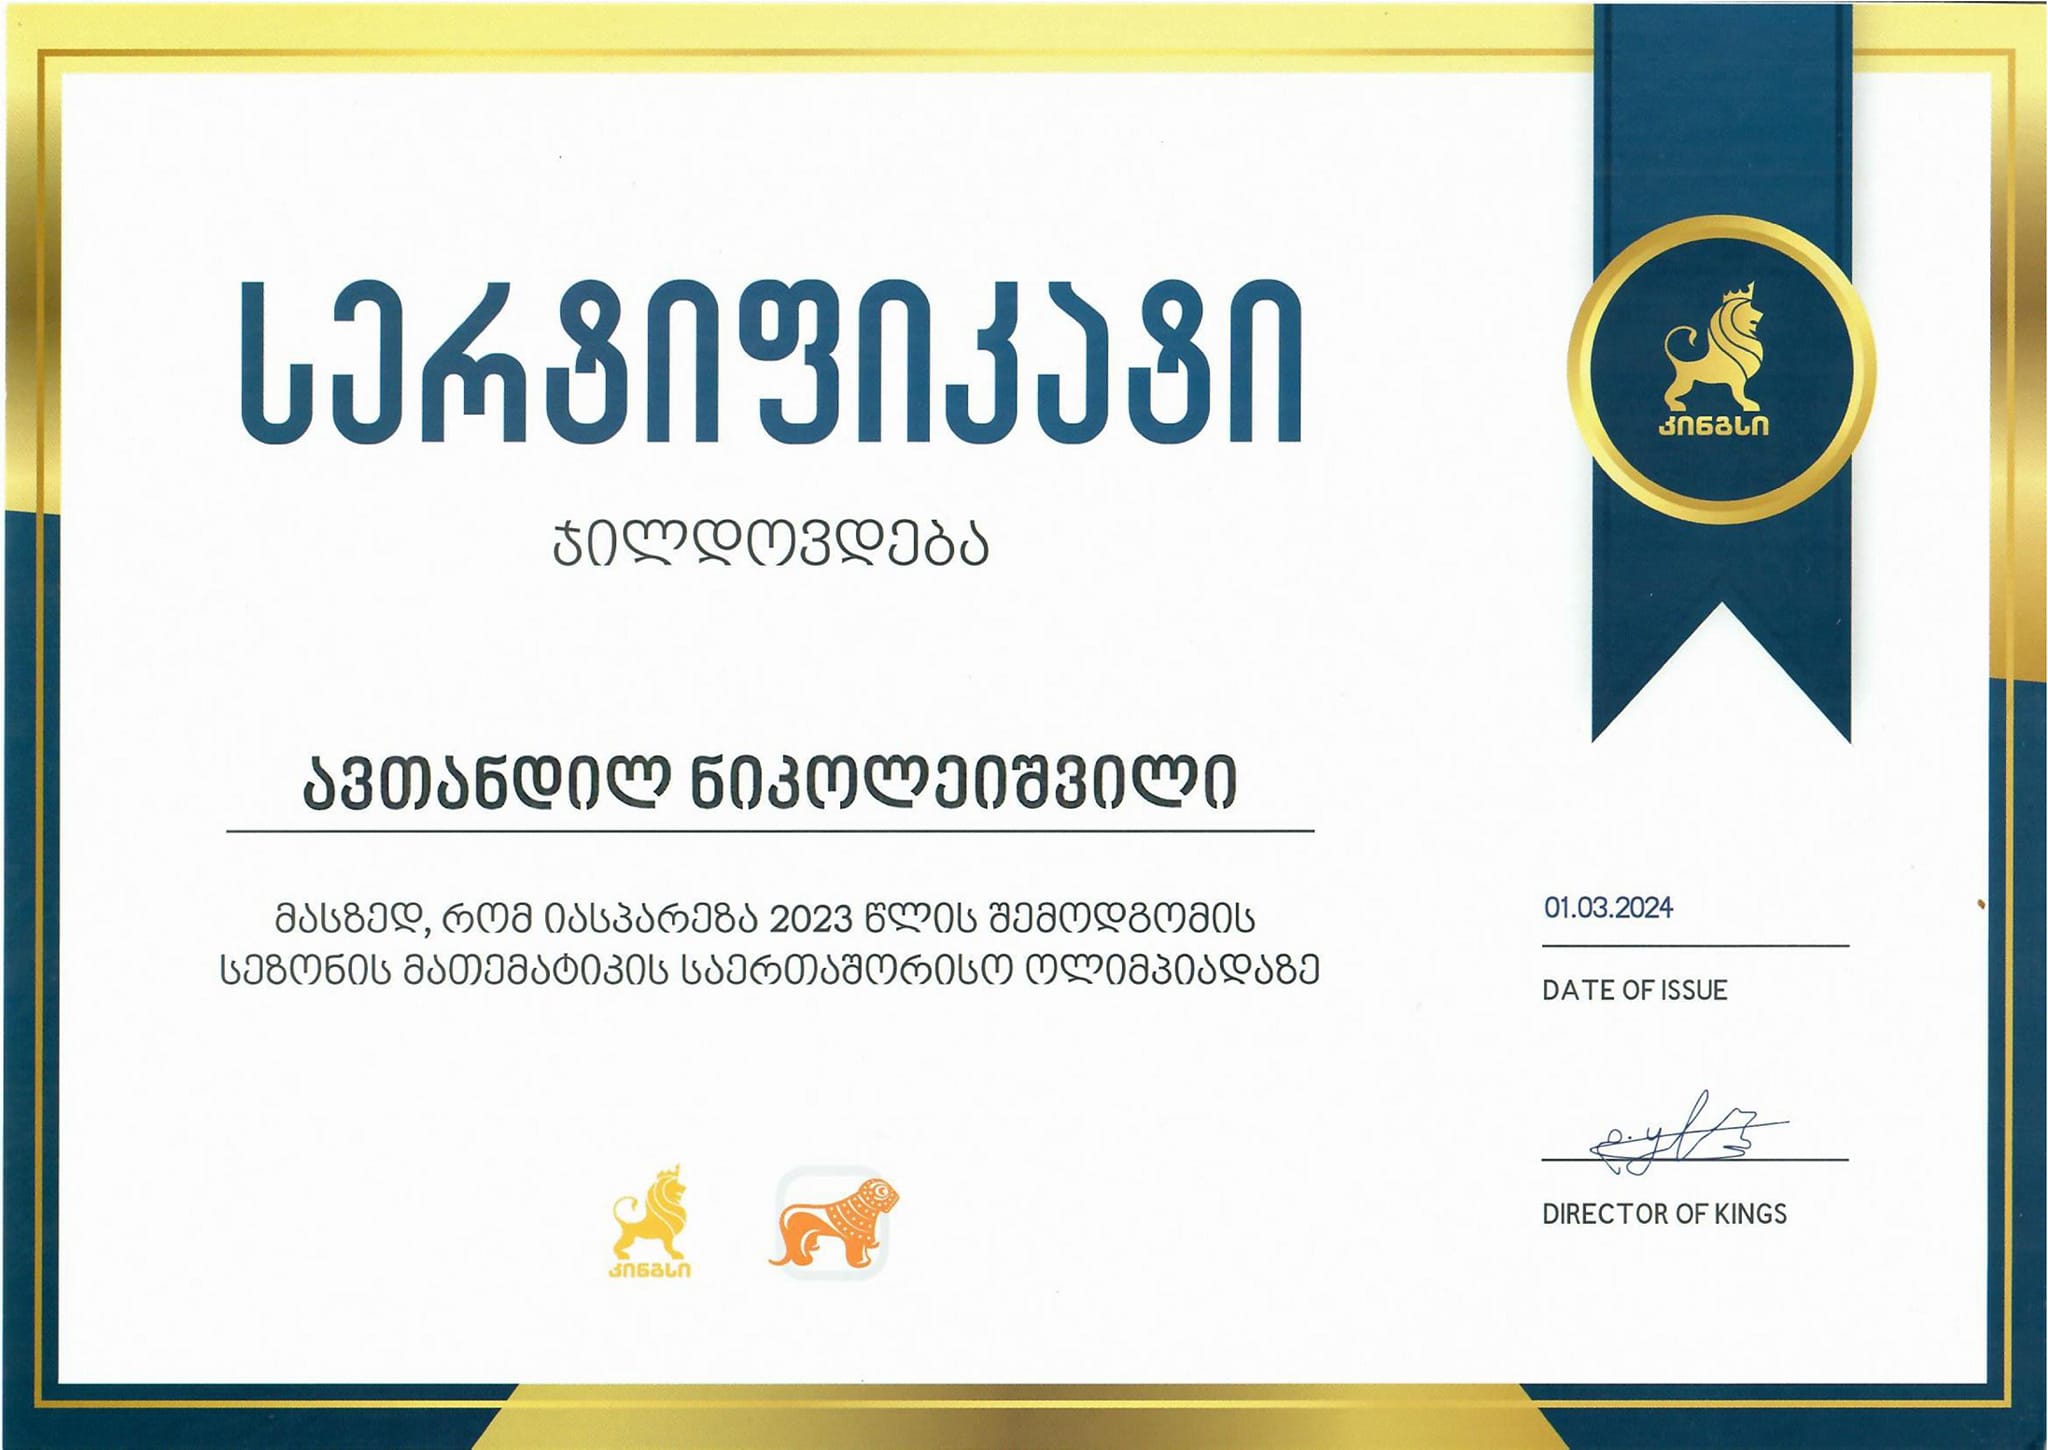 სერტიფიკატი
კინგსი
ჯილდოვდება
ავთანდილ ნიკოლეიშვილი
მასზედ, რომ იასპარეზა 2023 წლის შემოდგომის
სეზონის მათემატიკის საერთაშორისო ოლიმპიადაზე
01.03.2024
DATE OF ISSUE
DIRECTOR OF KINGS
კინგსი